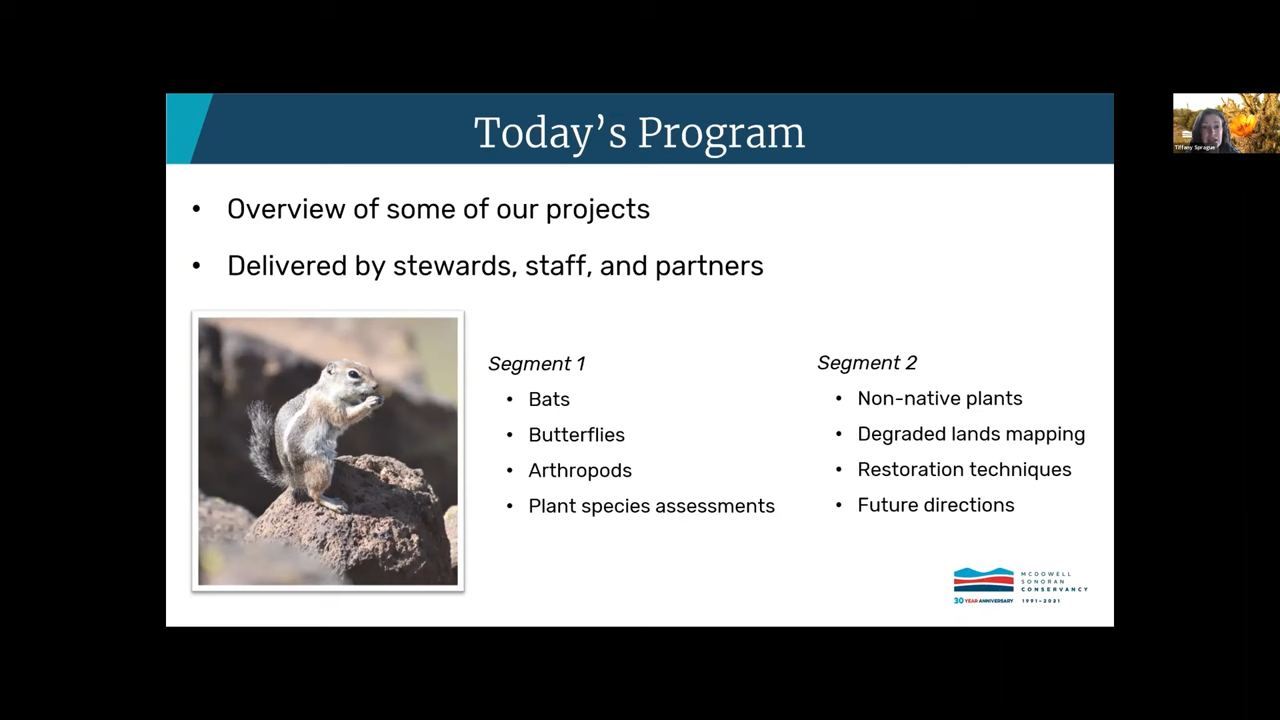 Today's Program
• Overview of some of our projects
• Delivered by stewards, staff, and partners
Segment 1
• Bats
• Butterflies
• Arthropods
• Plant species assessments
Segment 2
• Non-native plants
• Degraded lands mapping
• Restoration techniques
• Future directions
MCDOWELL
SONORAN
CONSERVANCY
30 YEAR ANNIVERSARY 1991-2021
Tiffany Sprague